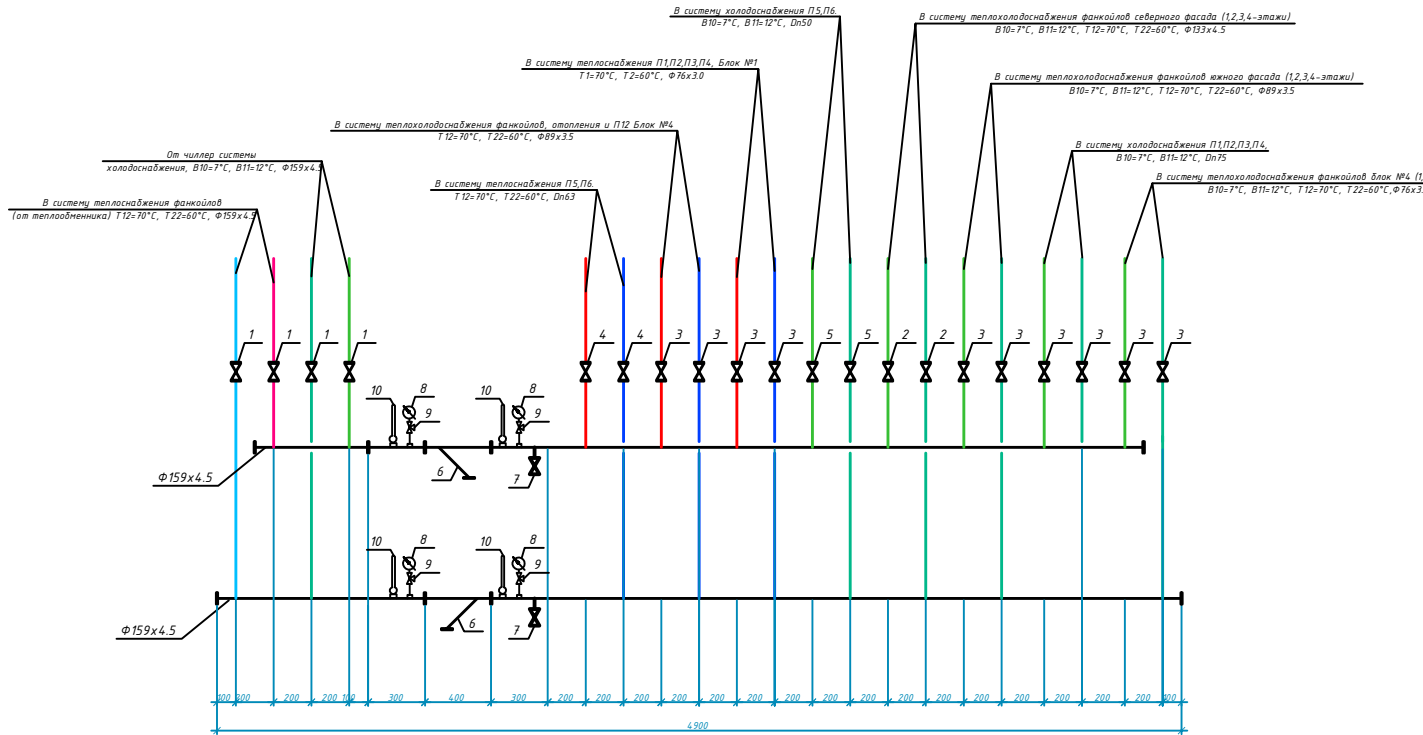 В систему холодоснабжения П5,П6.
В10=7°С, В11=12°С, Dn50
В систему теплохолодоснабжения фанкойлов северного фасада (1,2,3,4-этажи)
В10=7°С, В11=12°С, Т12=70°С, Т22=60°С, Ф133х4.5
В систему теплоснабжения П1,П2,П3,П4, Блок №1
Т1=70°С, Т2=60°С, Ф76х3.0
В систему теплохолодоснабжения фанкойлов южного фасада (1,2,3,4-этажи)
В10=7°С, В11=12°С, Т12=70°С, Т22=60°С, Ф89х3.5
В систему теплохолодоснабжения фанкойлов, отопления и П12 Блок №4
Т12=70°С, Т22=60°С, Ф89х3.5
В систему холодоснабжения П1,П2,П3,П4,
В10=7°С, В11=12°С, Dn75
От чиллер системы
холодоснабжения, В10=7°С, В11=12°С, Ф159х4.5
В систему теплоснабжения П5,П6.
Т12=70°С, Т22=60°С, Dn63
В систему теплохолодоснабжения фанкойлов блок №4 (1,
В10=7°С, В11=12°С, Т12=70°С, Т22=60°С,Ф76х3.
В систему теплоснабжения фанкойлов
(от теплообменника) Т12=70°С, Т22=60°С, Ф159х4.5
1 1 1 1 4 4 3 3 3 3 5 5 2 2 3 3 3 3 3 3
10 8 10 8
9 9
6 7
Ф159х4.5
10 8 10 8
9 9
6 7
Ф159х4.5
100 200 200 200 100 300 400 300 200 200 200 200 200 200 200 200 200 200 200 200 200 200 200 200 100
4900